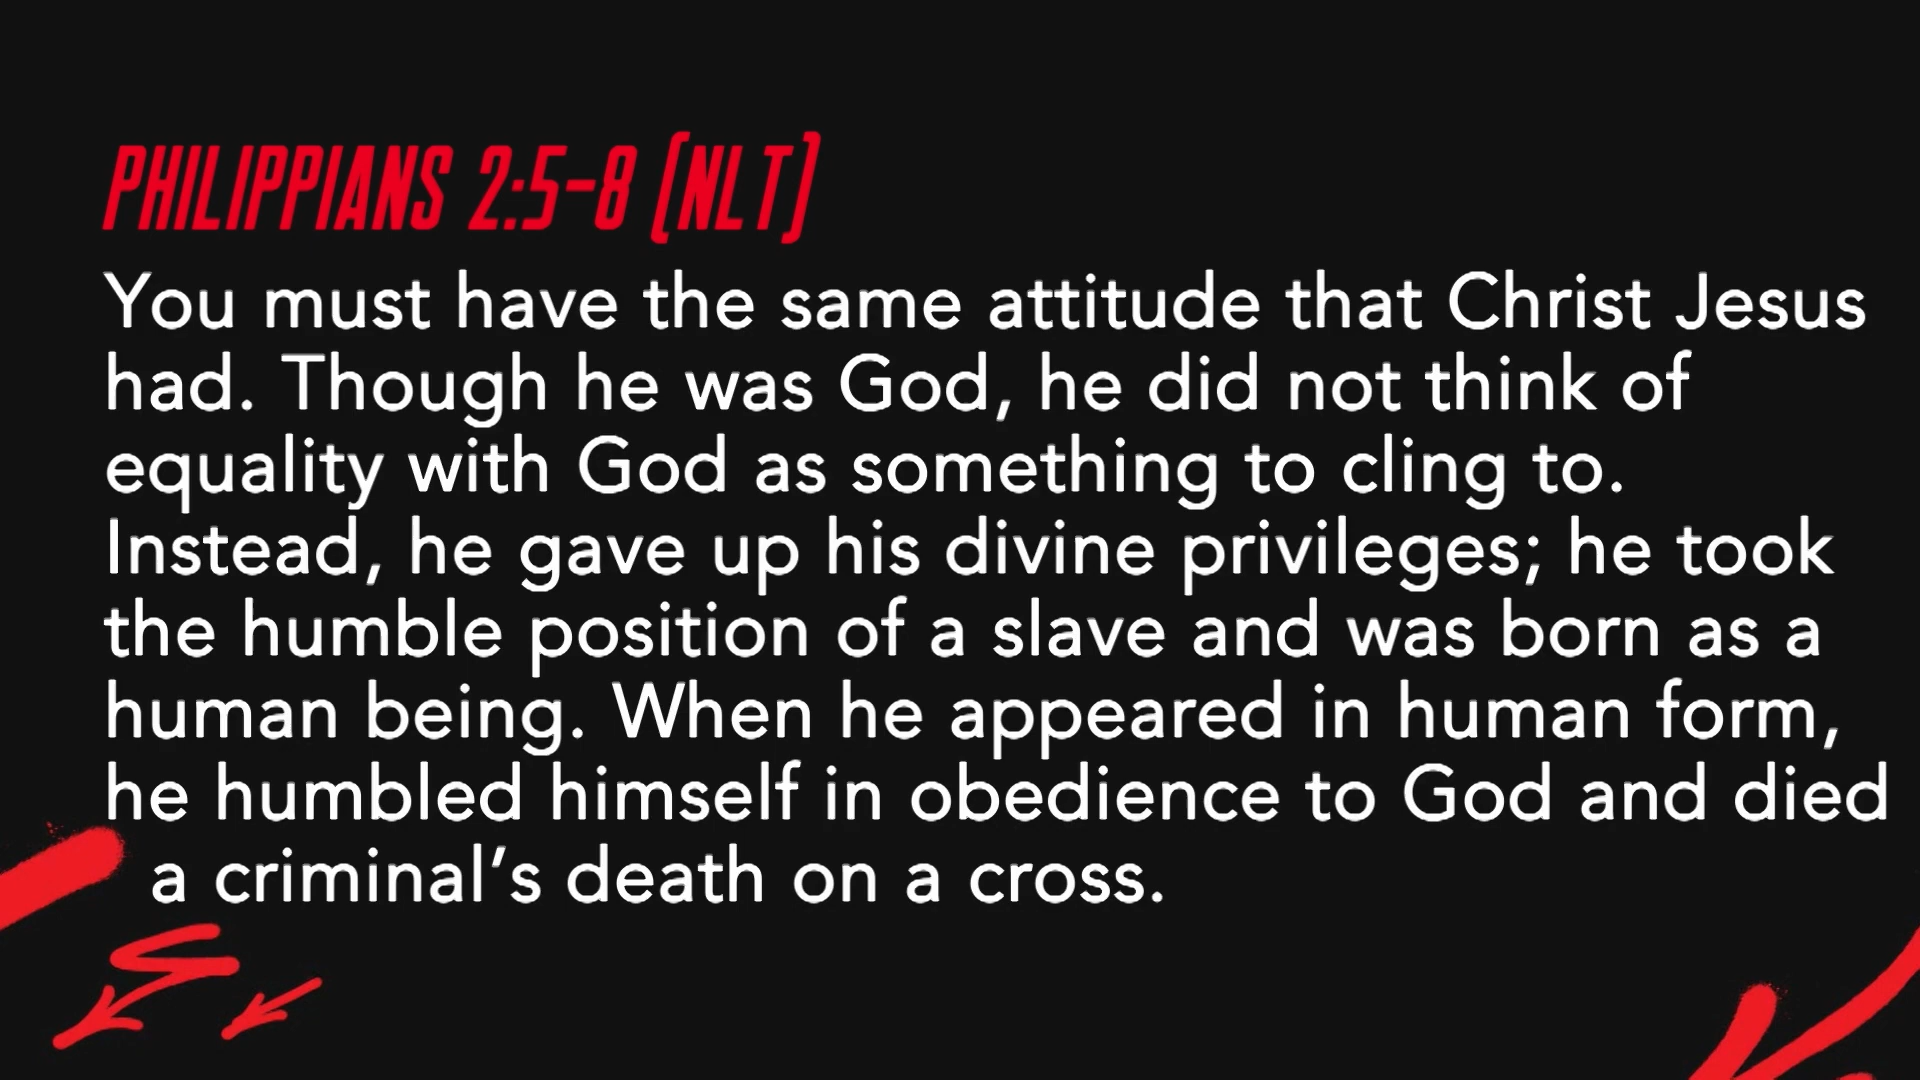 PHILIPPIANS 2:5-8 (NLT)
You must have the same attitude that Christ Jesus
had. Though he was God, he did not think of
equality with God as something to cling to.
Instead, he gave up his divine privileges; he took
the humble position of a slave and was born as a
human being. When he appeared in human form,
he humbled himself in obedience to God and died
a criminal’s death on a cross.